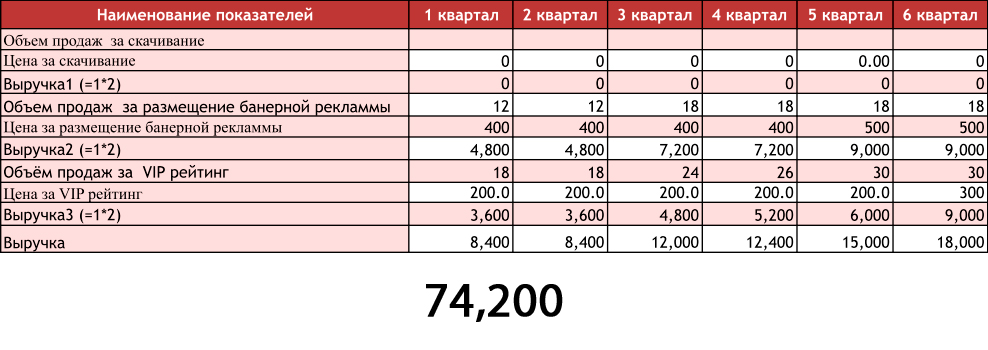 Наименование показателей 1 квартал 2 квартал 3 квартал 4 квартал 5 квартал 6 квартал
Объем продаж за скачивание
Цена за скачивание 0 0 0 0 0.00 0
Выручка1 (=1*2) 0 0 0 0 0 0
Объем продаж за размещение банерной рекламмы 12 12 18 18 18 18
Цена за размещение банерной рекламмы 400 400 400 400 500 500
Выручка2 (=1*2) 4,800 4,800 7,200 7,200 9,000 9,000
Объём продаж за VIP рейтинг 18 18 24 26 30 30
Цена за VIP рейтинг 200.0 200.0 200.0 200.0 200.0 300
Выручка3 (=1*2) 3,600 3,600 4,800 5,200 6,000 9,000
Выручка 8,400 8,400 12,000 12,400 15,000 18,000
74,200